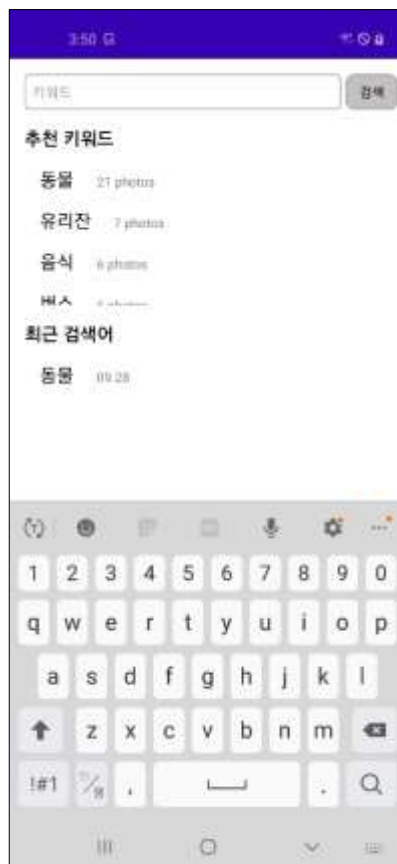 3:50
키워드
검색
추천 키워드
동물 21 photos
유리잔 7 photos
음식 6 photos
최근 검색어
동물 09.28
1 2 3 4 5 6 7 8 9 0
q w e r t y u i o p
a s d f g h j k l
z x c v b n m
!#1 , .